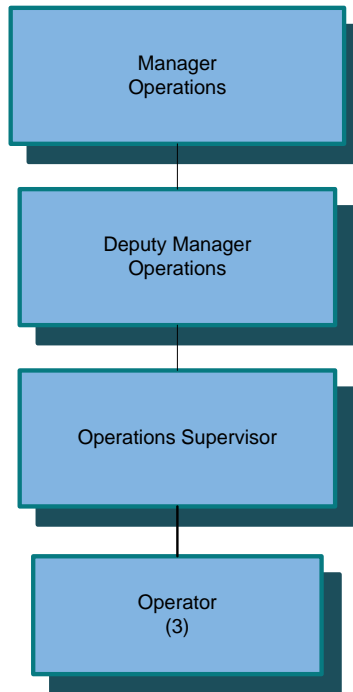 Manager
Operations
Deputy Manager
Operations
Operations Supervisor
Operator
(3)